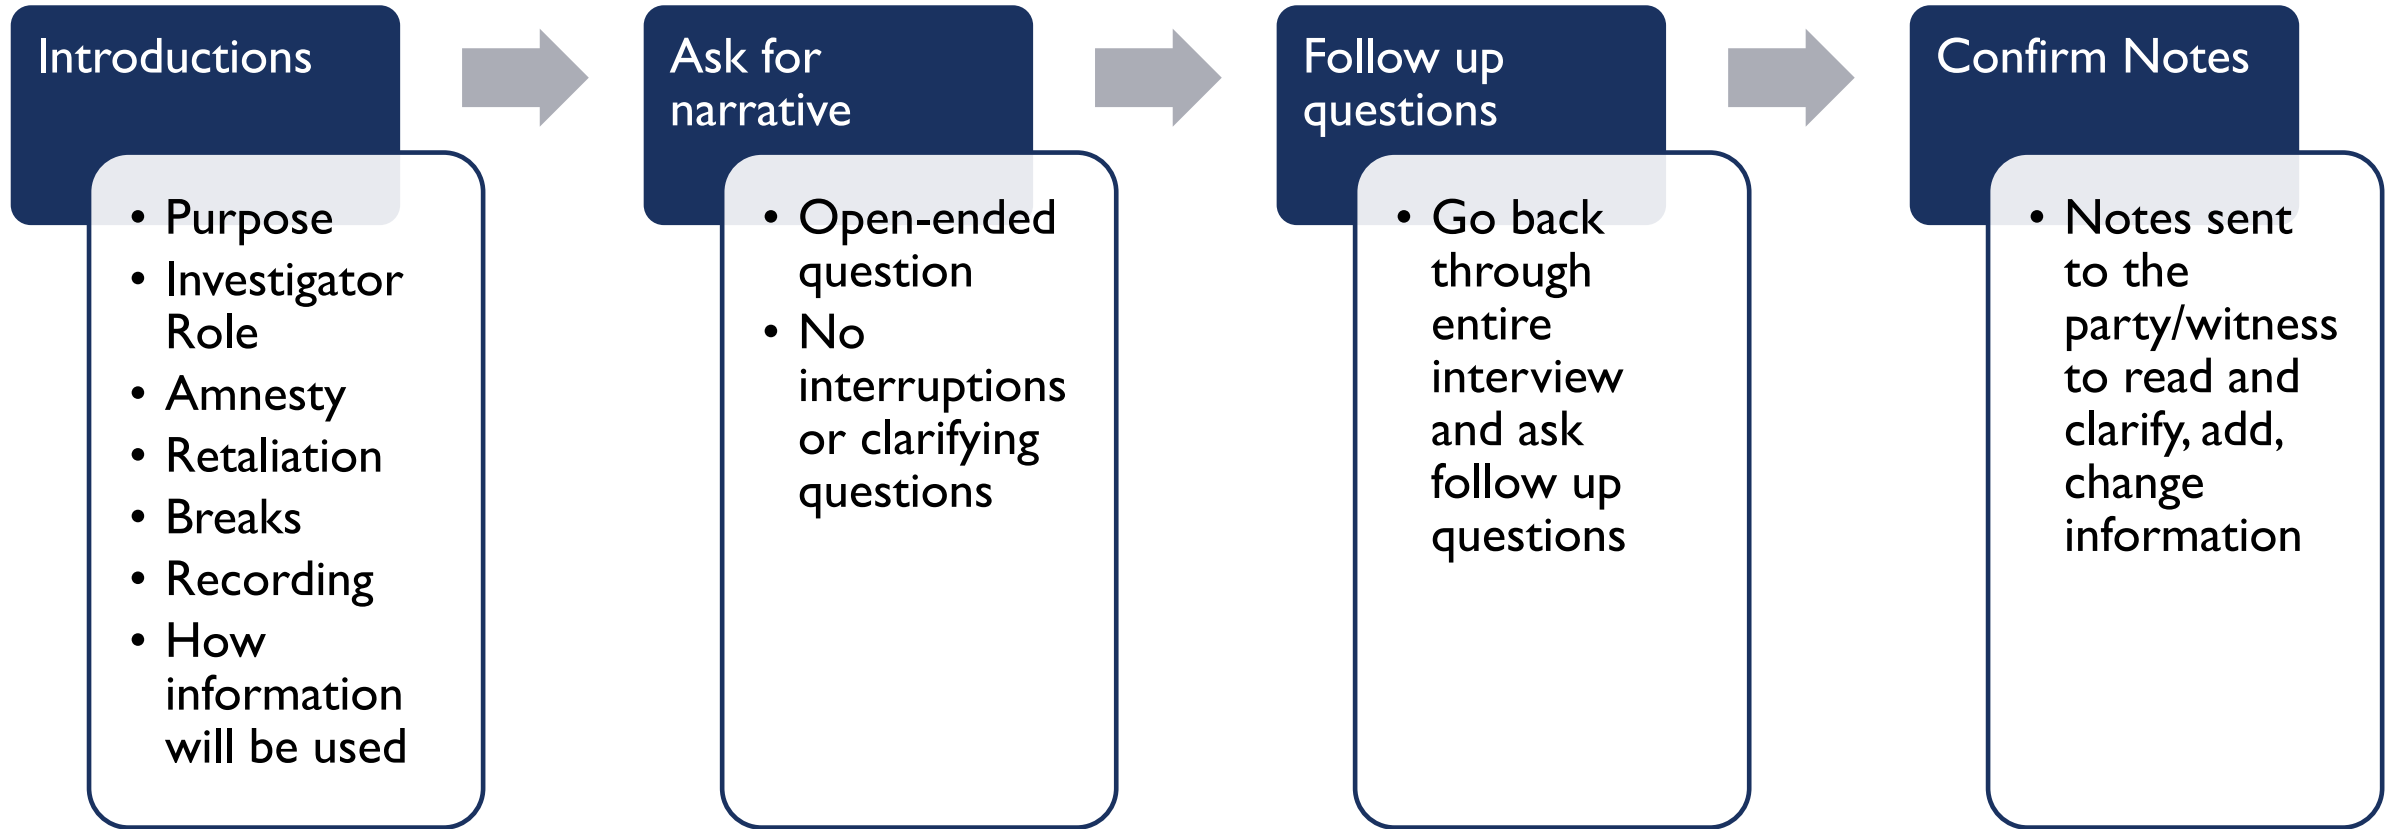 Introductions
• Purpose
• Investigator
Role
• Amnesty
• Retaliation
• Breaks
• Recording
• How
information
will be used
Ask for
narrative
• Open-ended
question
• No
interruptions
or clarifying
questions
Follow up
questions
• Go back
through
entire
interview
and ask
follow up
questions
Confirm Notes
• Notes sent
to the
party/witness
to read and
clarify, add,
change
information